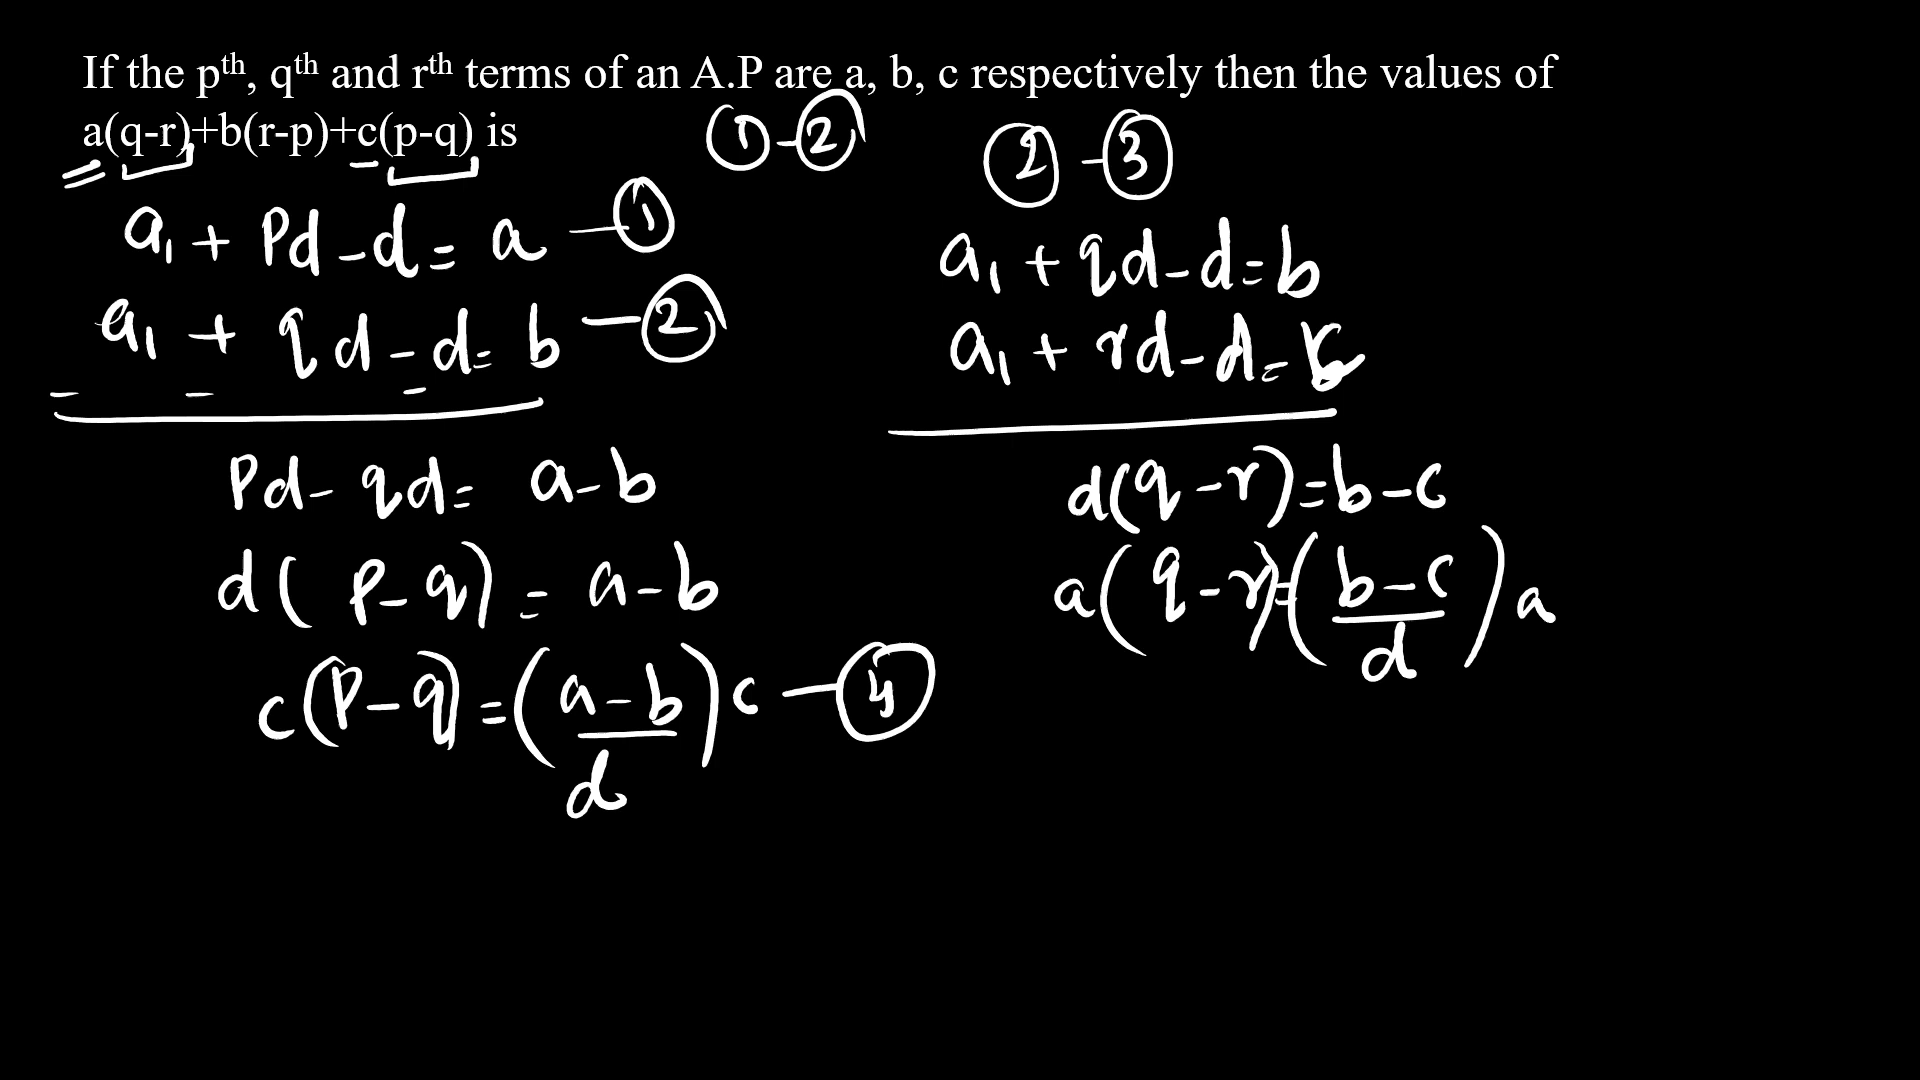 If the pth, qth and rth terms of an A.P are a, b, c respectively then the values of
a(q-r)+b(r-p)+c(p-q) is
① - ②
② - ③
a₁ + Pd - d = a - ①
a₁ + qd - d = b - ②
- - -
Pd - qd = a - b
d( p - q) = a - b
c(P - q) = (a - b / d) c - ④
a₁ + qd - d = b
a₁ + rd - d = c
d(q - r) = b - c
a(q - r) = (b - c / d) a